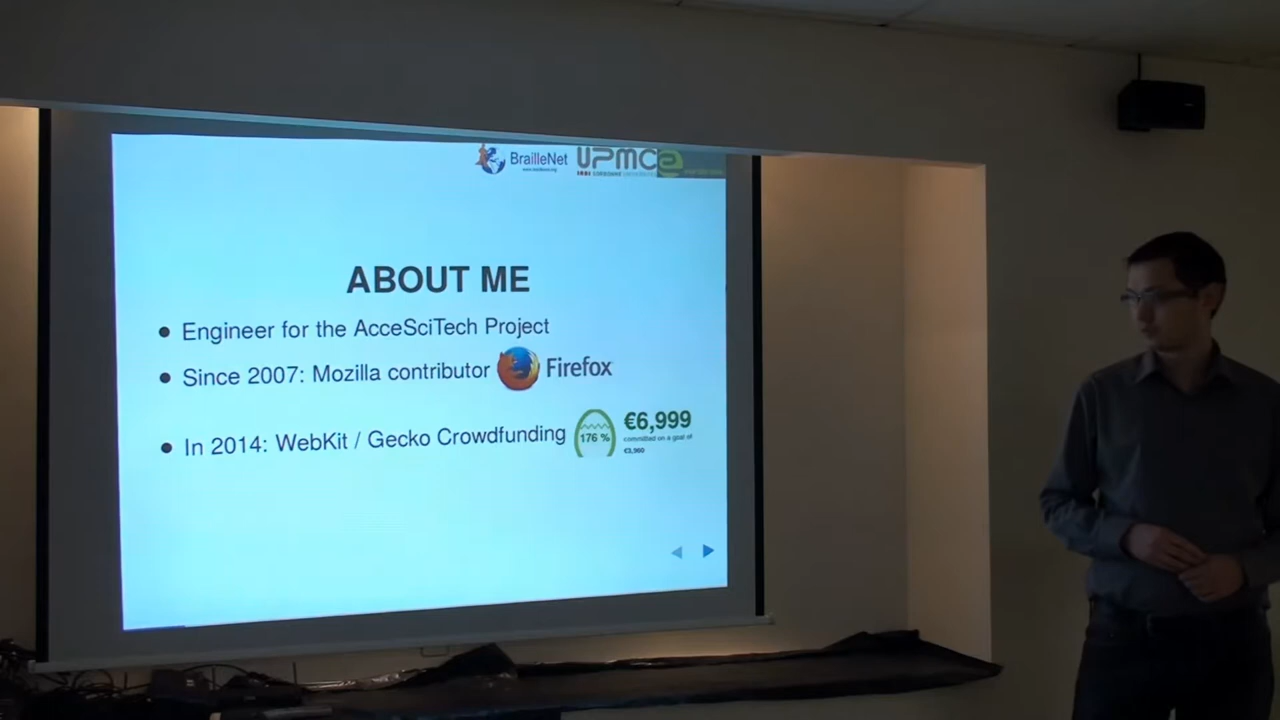 BrailleNet
UPMC
ABOUT ME
Engineer for the AcceSciTech Project
Since 2007: Mozilla contributor Firefox
In 2014: WebKit / Gecko Crowdfunding 176 % €6,999
committed on a goal of